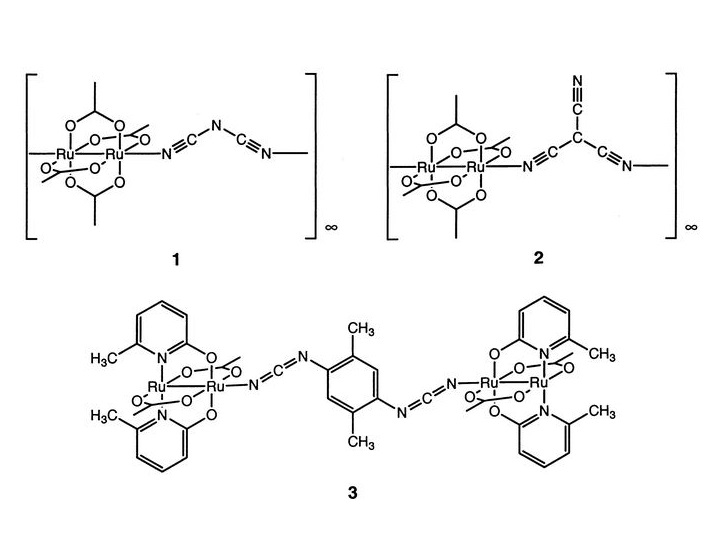 O O N
O O C C
Ru Ru N N
O O
O O
∞
1
N
C
O O C
O O C C
Ru Ru N N
O O
O O
∞
2
CH₃
H₃C N O N O N CH₃
O O C O O
Ru Ru N N Ru Ru
O O C O O
H₃C N O N O N CH₃
CH₃
3